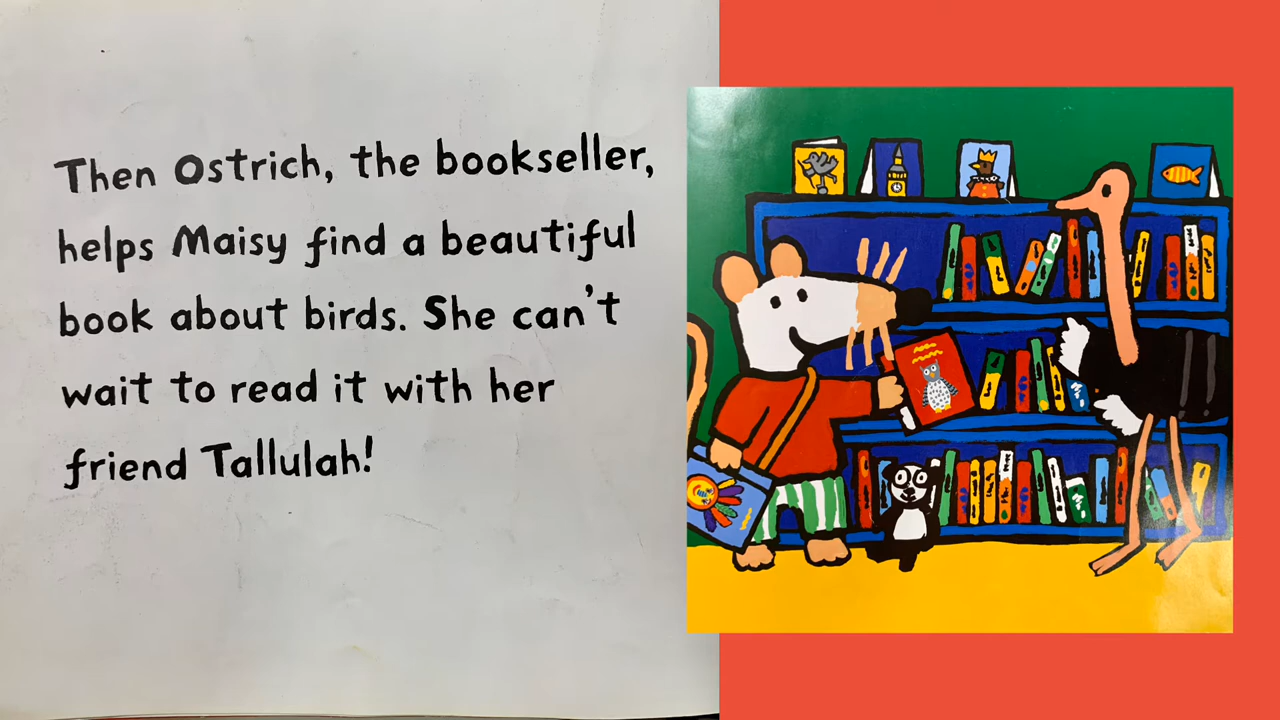 Then Ostrich, the bookseller,
helps Maisy find a beautiful
book about birds. She can't
wait to read it with her
friend Tallulah!